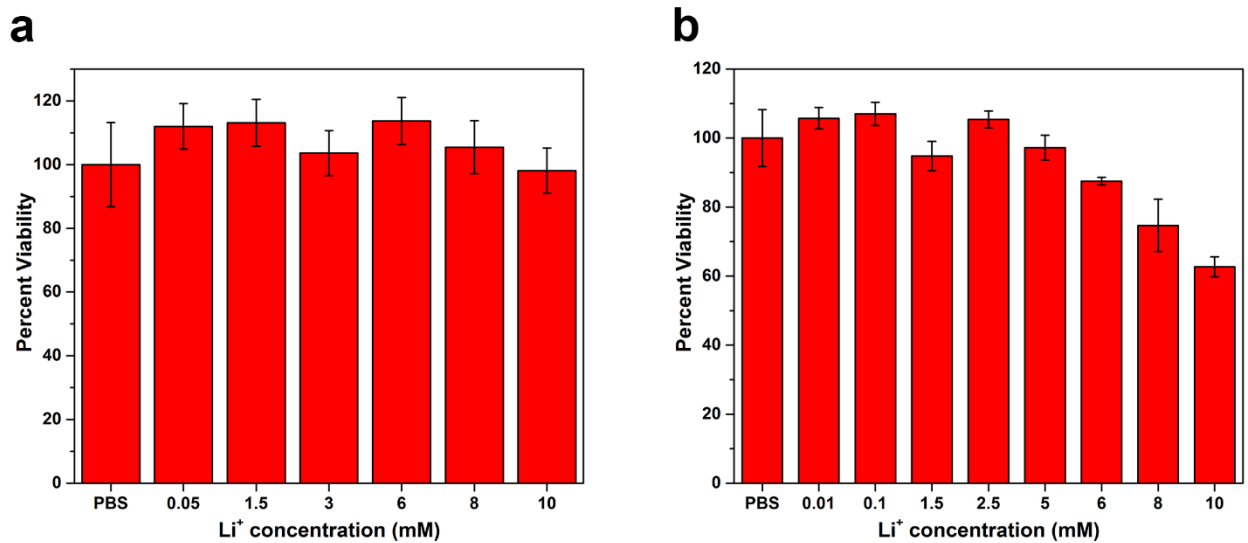 a
120
100
80
60
40
20
0
Percent Viability
PBS 0.05 1.5 3 6 8 10
Li⁺ concentration (mM)
b
120
100
80
60
40
20
0
Percent Viability
PBS 0.01 0.1 1.5 2.5 5 6 8 10
Li⁺ concentration (mM)